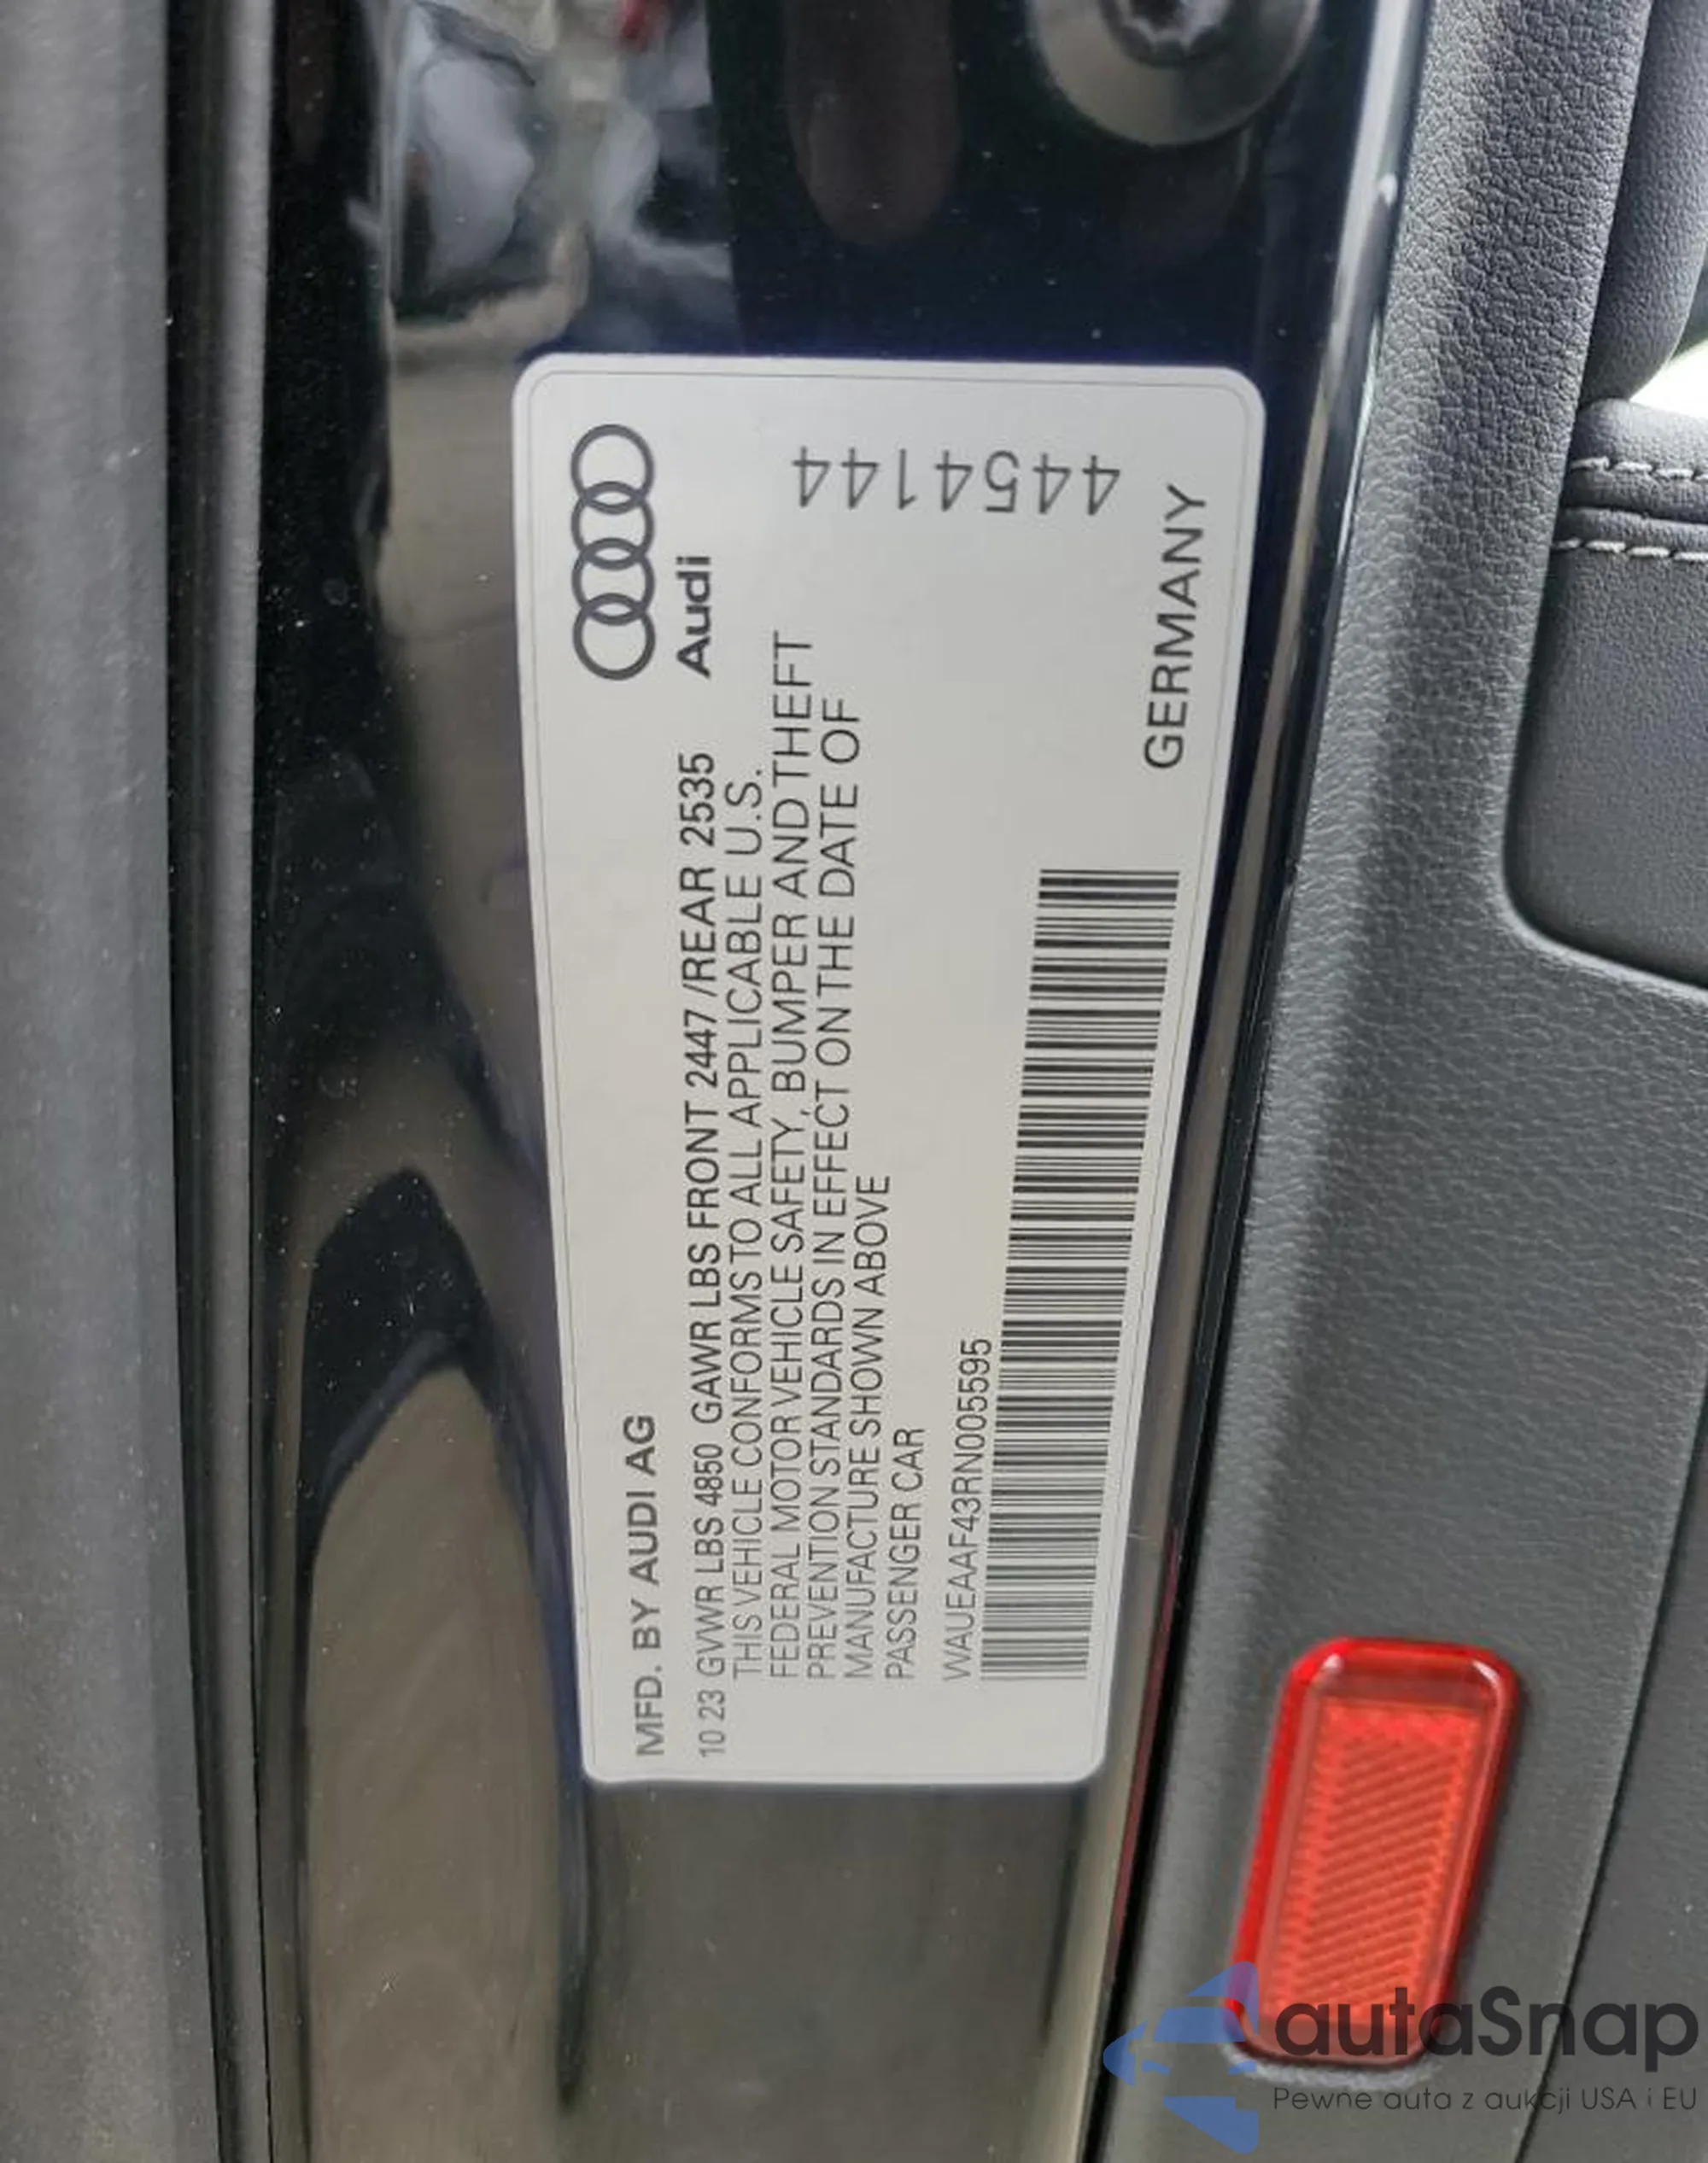 MFD. BY AUDI AG
Audi
10 23 GVWR LBS 4850 GAWR LBS FRONT 2447 /REAR 2535
THIS VEHICLE CONFORMS TO ALL APPLICABLE U.S.
FEDERAL MOTOR VEHICLE SAFETY, BUMPER AND THEFT
PREVENTION STANDARDS IN EFFECT ON THE DATE OF
MANUFACTURE SHOWN ABOVE
PASSENGER CAR
WAUEAAF43RN005595
4454144
GERMANY
autaSnap
Pewne auta z aukcji USA i EU